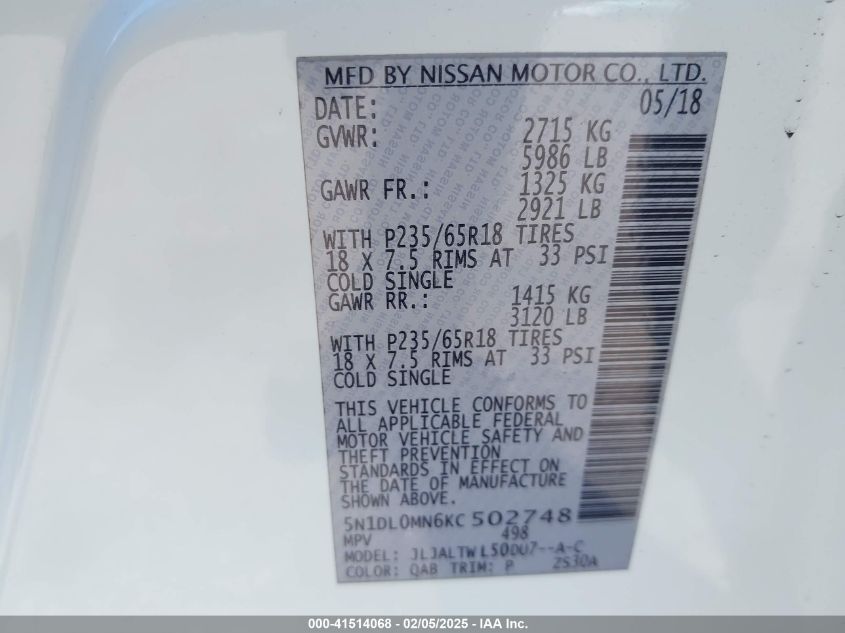 MFD BY NISSAN MOTOR CO., LTD.
DATE: 05/18
GVWR: 2715 KG
5986 LB
GAWR FR.: 1325 KG
2921 LB
WITH P235/65R18 TIRES
18 X 7.5 RIMS AT 33 PSI
COLD SINGLE
GAWR RR.: 1415 KG
3120 LB
WITH P235/65R18 TIRES
18 X 7.5 RIMS AT 33 PSI
COLD SINGLE
THIS VEHICLE CONFORMS TO
ALL APPLICABLE FEDERAL
MOTOR VEHICLE SAFETY AND
THEFT PREVENTION
STANDARDS IN EFFECT ON
THE DATE OF MANUFACTURE
SHOWN ABOVE.
5N1DL0MN6KC 502748
MPV 498
MODEL: JLJALTWL50DU7--A-C
COLOR: QAB TRIM: P ZS30A
000-41514068 - 02/05/2025 - IAA Inc.